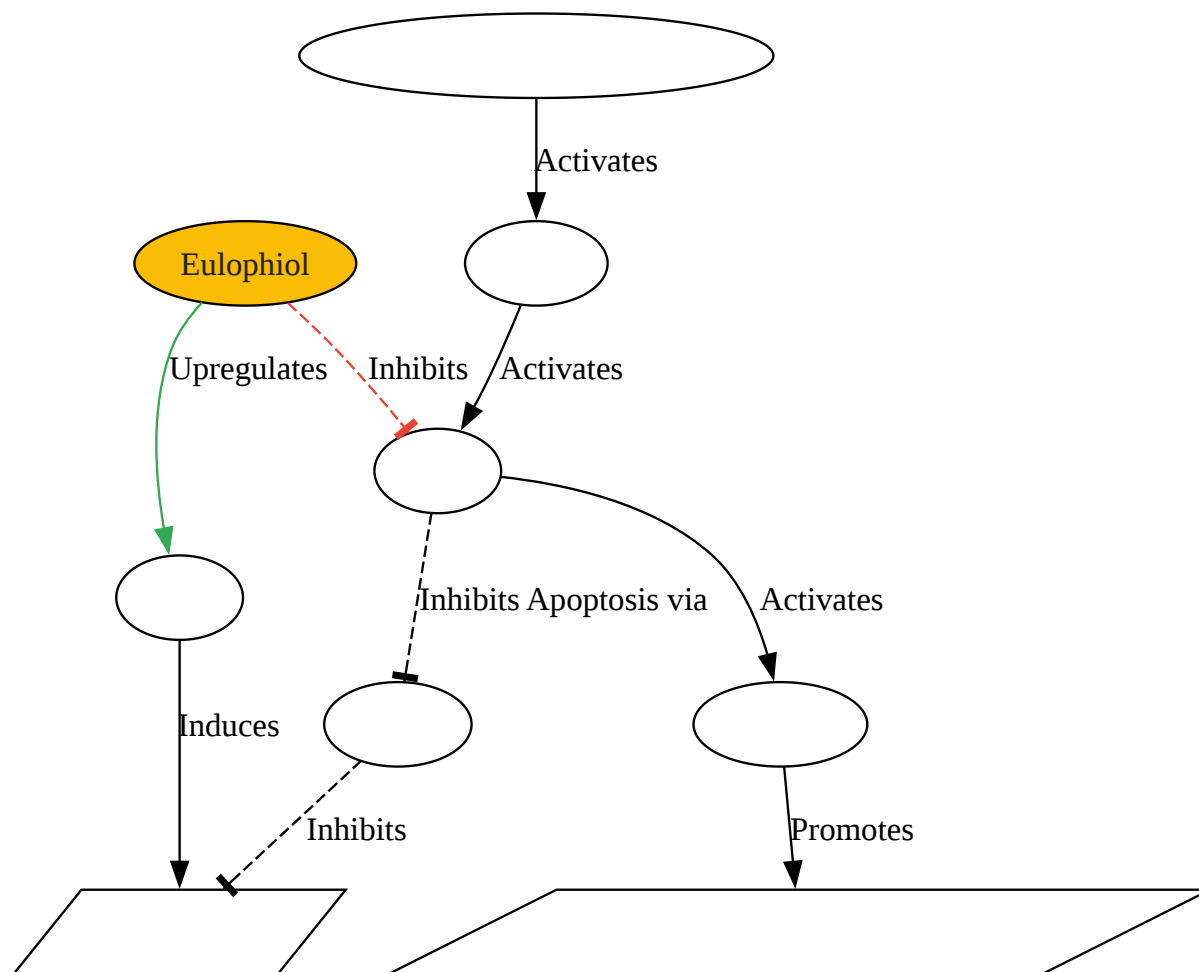 Activates
Eulophiol
Upregulates
Inhibits
Activates
Inhibits Apoptosis via
Activates
Induces
Inhibits
Promotes